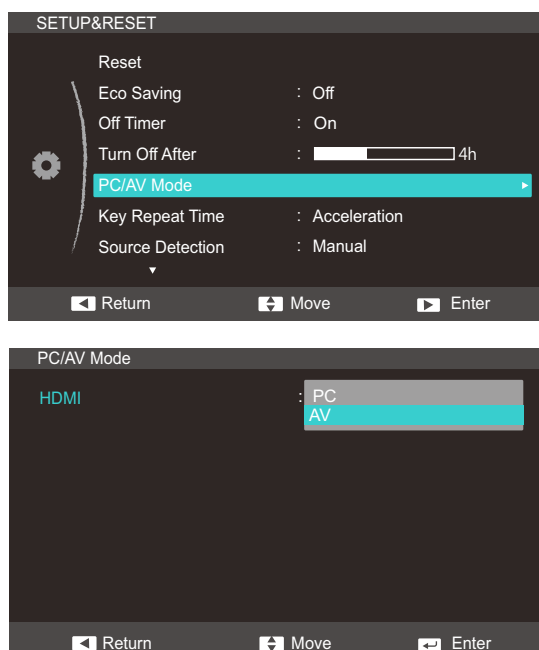 SETUP&RESET
Reset
Eco Saving : Off
Off Timer : On
Turn Off After : 4h
PC/AV Mode
Key Repeat Time : Acceleration
Source Detection : Manual
Return Move Enter
PC/AV Mode
HDMI : PC
AV
Return Move Enter